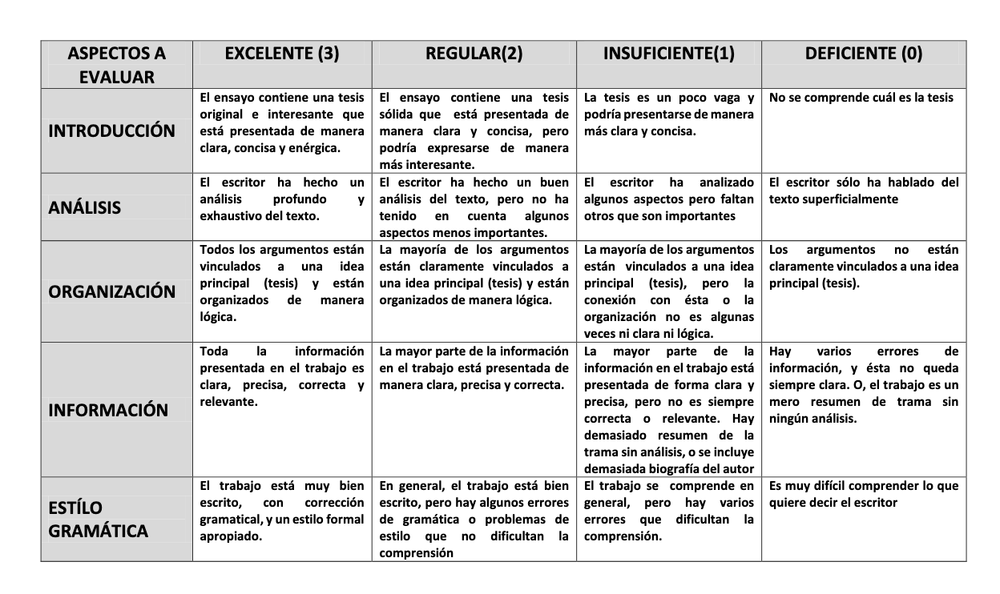 ASPECTOS A
EVALUAR
EXCELENTE (3)
REGULAR(2)
INSUFICIENTE(1)
DEFICIENTE (0)
INTRODUCCIÓN
El ensayo contiene una tesis
original e interesante que
está presentada de manera
clara, concisa y enérgica.
El ensayo contiene una tesis
sólida que está presentada de
manera clara y concisa, pero
podría expresarse de manera
más interesante.
La tesis es un poco vaga y
podría presentarse de manera
más clara y concisa.
No se comprende cuál es la tesis
ANÁLISIS
El escritor ha hecho un
análisis profundo y
exhaustivo del texto.
El escritor ha hecho un buen
análisis del texto, pero no ha
tenido en cuenta algunos
aspectos menos importantes.
El escritor ha analizado
algunos aspectos pero faltan
otros que son importantes
El escritor sólo ha hablado del
texto superficialmente
ORGANIZACIÓN
Todos los argumentos están
vinculados a una idea
principal (tesis) y están
organizados de manera
lógica.
La mayoría de los argumentos
están claramente vinculados a
una idea principal (tesis) y están
organizados de manera lógica.
La mayoría de los argumentos
están vinculados a una idea
principal (tesis), pero la
conexión con ésta o la
organización no es algunas
veces ni clara ni lógica.
Los argumentos no están
claramente vinculados a una idea
principal (tesis).
INFORMACIÓN
Toda la información
presentada en el trabajo es
clara, precisa, correcta y
relevante.
La mayor parte de la información
en el trabajo está presentada de
manera clara, precisa y correcta.
La mayor parte de la
información en el trabajo está
presentada de forma clara y
precisa, pero no es siempre
correcta o relevante. Hay
demasiado resumen de la
trama sin análisis, o se incluye
demasiada biografía del autor
Hay varios errores de
información, y ésta no queda
siempre clara. O, el trabajo es un
mero resumen de trama sin
ningún análisis.
ESTÍLO
GRAMÁTICA
El trabajo está muy bien
escrito, con corrección
gramatical, y un estilo formal
apropiado.
En general, el trabajo está bien
escrito, pero hay algunos errores
de gramática o problemas de
estilo que no dificultan la
comprensión
El trabajo se comprende en
general, pero hay varios
errores que dificultan la
comprensión.
Es muy difícil comprender lo que
quiere decir el escritor